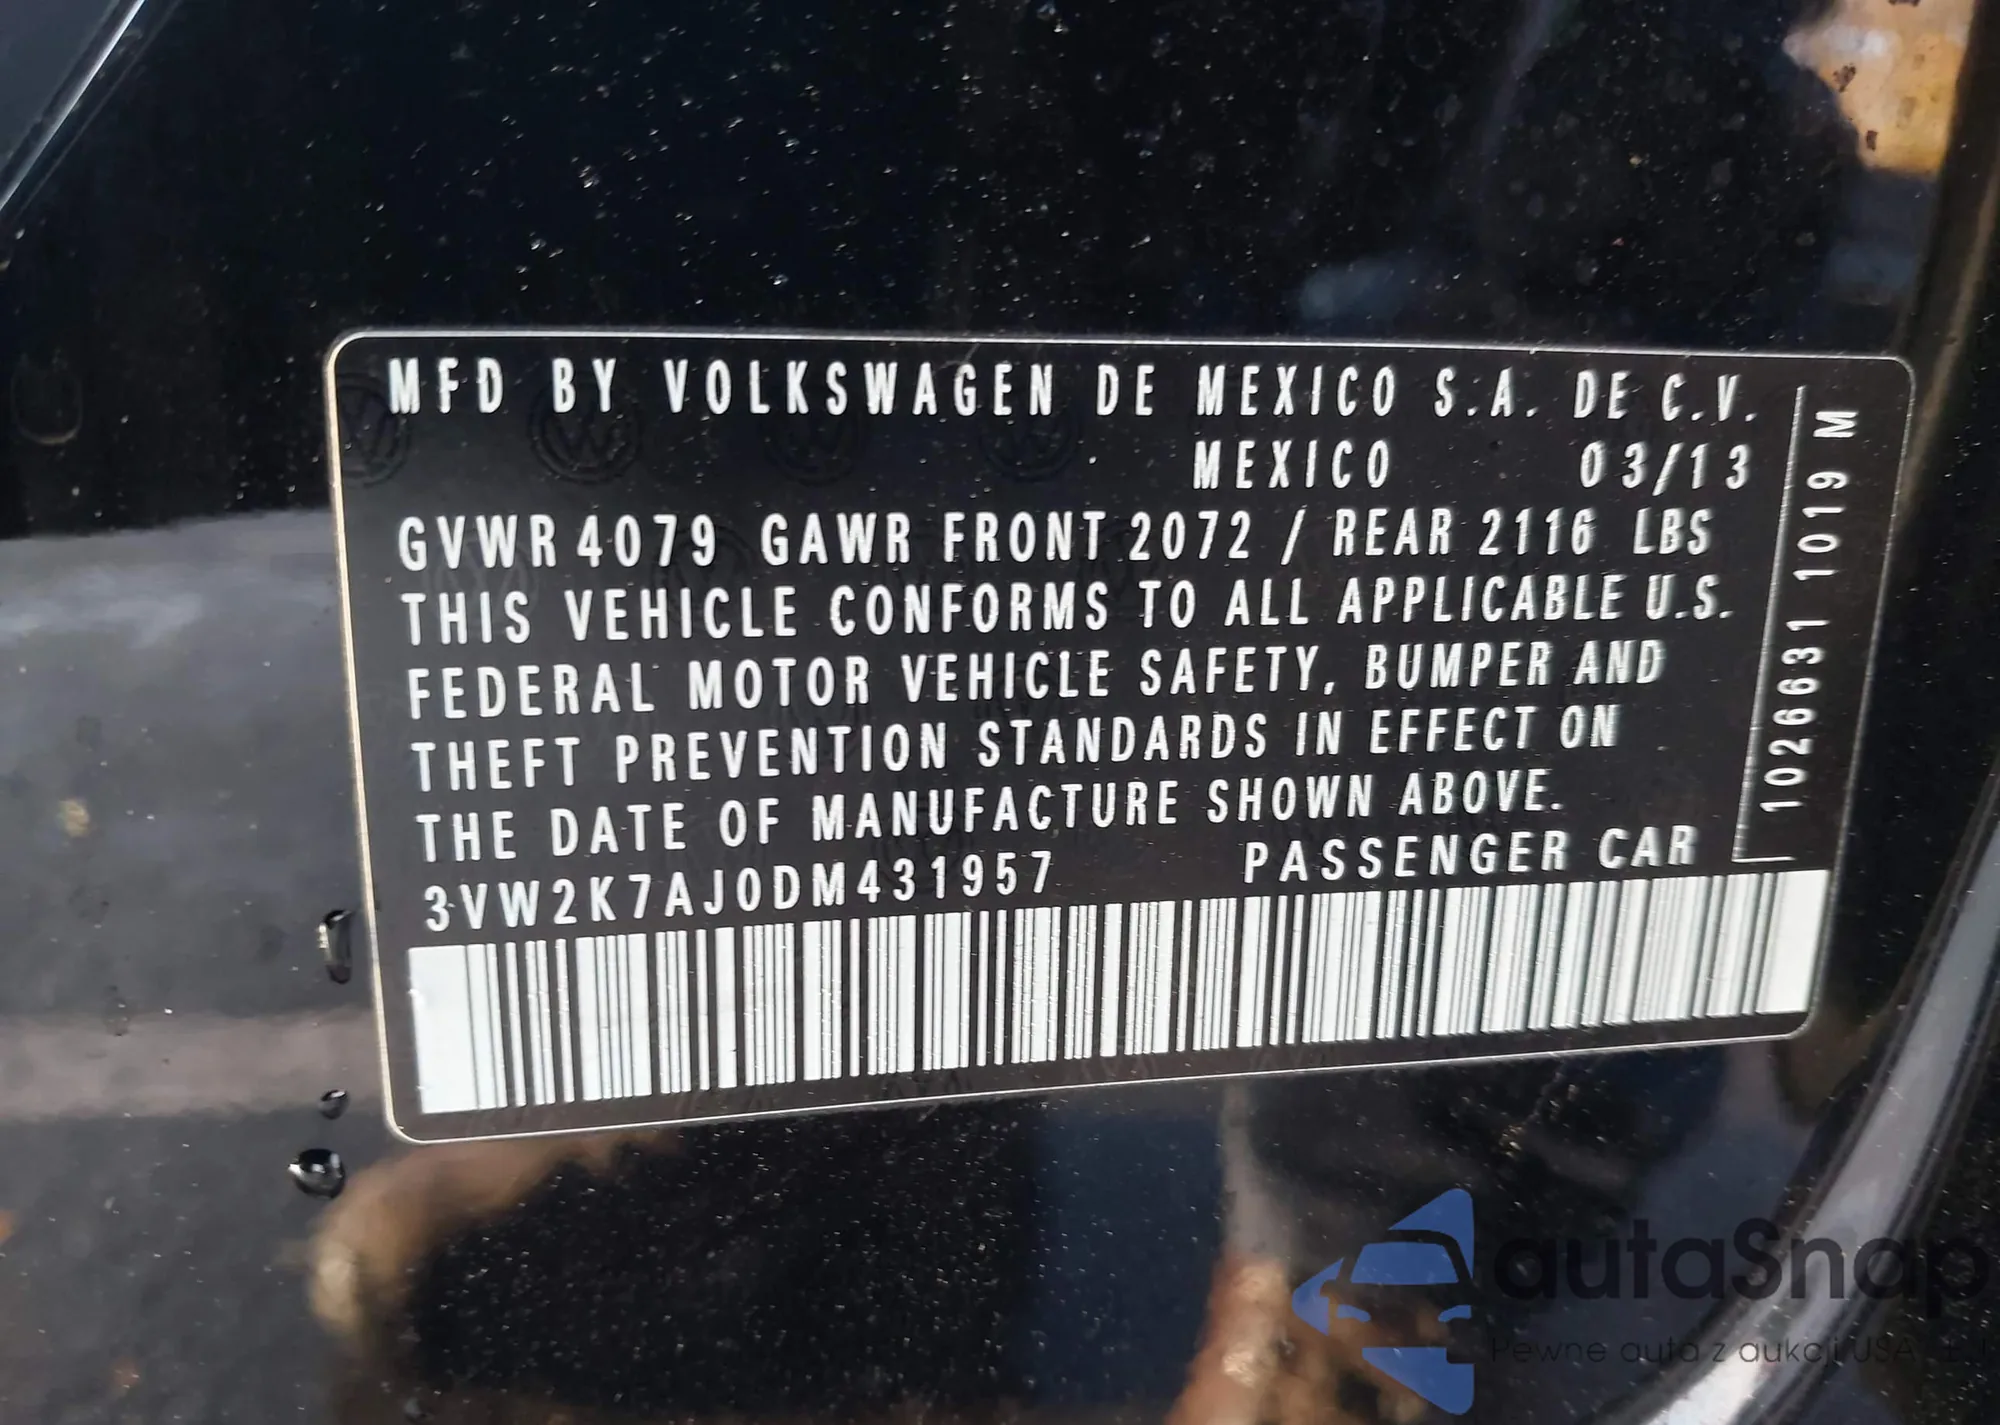 MFD BY VOLKSWAGEN DE MEXICO S.A. DE C.V.
MEXICO 03/13
GVWR 4079 GAWR FRONT 2072 / REAR 2116 LBS
THIS VEHICLE CONFORMS TO ALL APPLICABLE U.S.
FEDERAL MOTOR VEHICLE SAFETY, BUMPER AND
THEFT PREVENTION STANDARDS IN EFFECT ON
THE DATE OF MANUFACTURE SHOWN ABOVE.
3VW2K7AJ0DM431957 PASSENGER CAR
1026631 1019 M
autaSnap
Pewne auta z aukcji USA